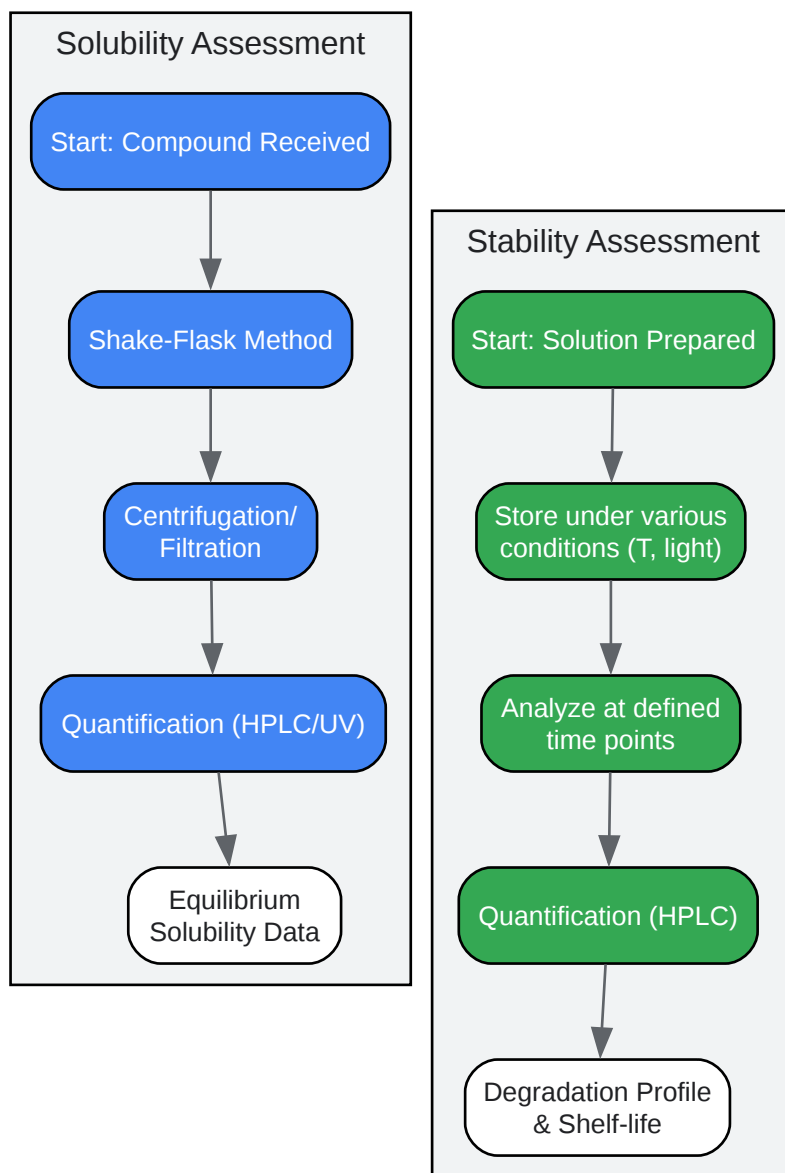 Solubility Assessment
Start: Compound Received
Shake-Flask Method
Centrifugation/
Filtration
Quantification (HPLC/UV)
Equilibrium
Solubility Data
Stability Assessment
Start: Solution Prepared
Store under various
conditions (T, light)
Analyze at defined
time points
Quantification (HPLC)
Degradation Profile
& Shelf-life